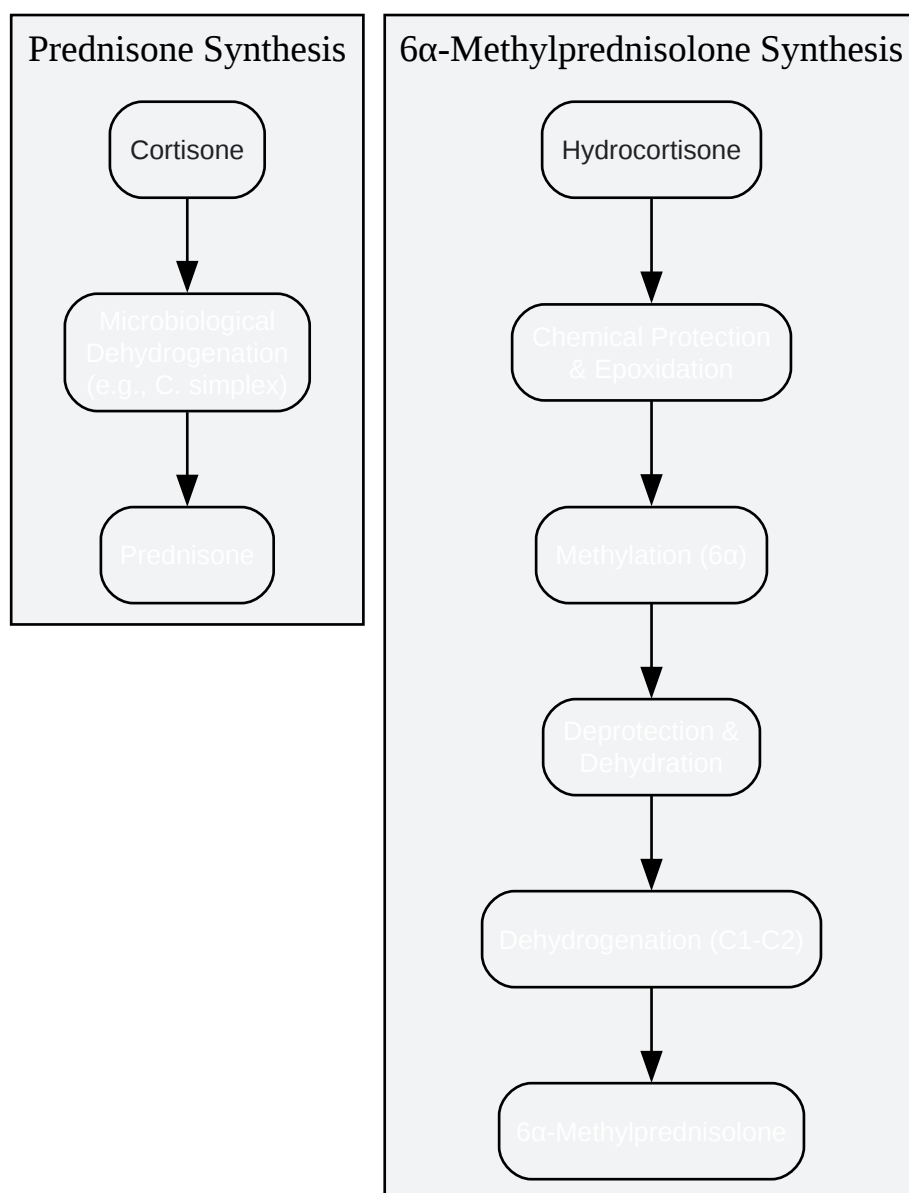 Prednisone Synthesis
Cortisone
Microbiological
Dehydrogenation
(e.g., C. simplex)
Prednisone
6α-Methylprednisolone Synthesis
Hydrocortisone
Chemical Protection
& Epoxidation
Methylation (6α)
Deprotection &
Dehydration
Dehydrogenation (C1-C2)
6α-Methylprednisolone